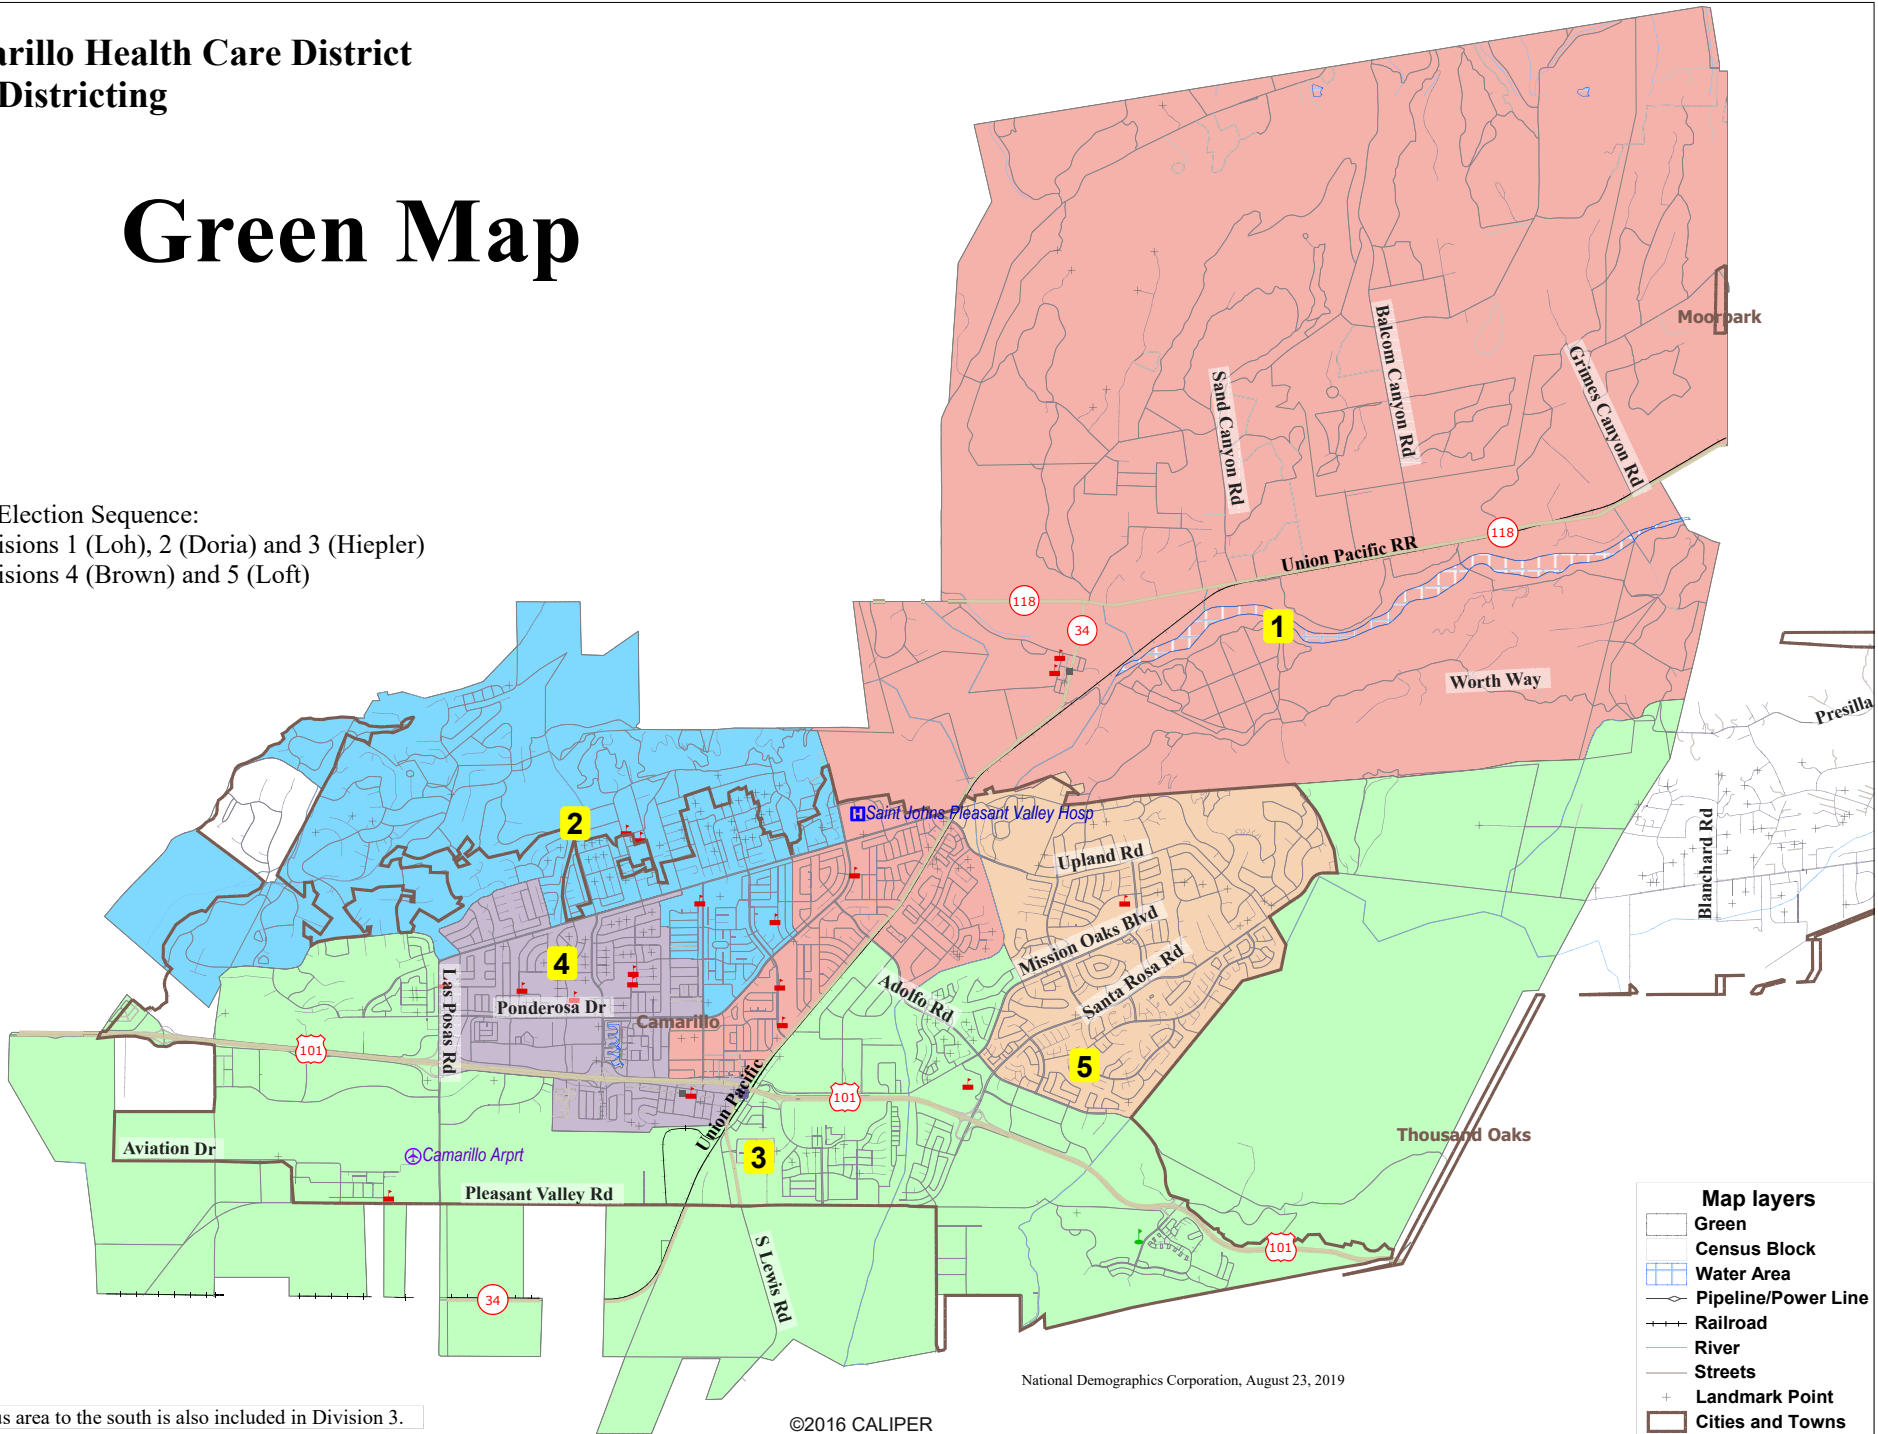 arillo Health Care District
Districting
Green Map
Election Sequence:
isions 1 (Loh), 2 (Doria) and 3 (Hiepler)
isions 4 (Brown) and 5 (Loft)
Moorpark
Balcom Canyon Rd
Grimes Canyon Rd
Sand Canyon Rd
118
Union Pacific RR
118
34
1
Worth Way
Presilla
2
Saint Johns Pleasant Valley Hosp
H
Upland Rd
Blanchard Rd
Mission Oaks Blvd
4
Santa Rosa Rd
Adolfo Rd
Las Posas Rd
Ponderosa Dr
Camarillo
101
5
Union Pacific
101
Thousand Oaks
Aviation Dr
Camarillo Arprt
3
Pleasant Valley Rd
S Lewis Rd
101
34
Map layers
Green
Census Block
Water Area
Pipeline/Power Line
Railroad
River
Streets
Landmark Point
Cities and Towns
National Demographics Corporation, August 23, 2019
us area to the south is also included in Division 3.
©2016 CALIPER